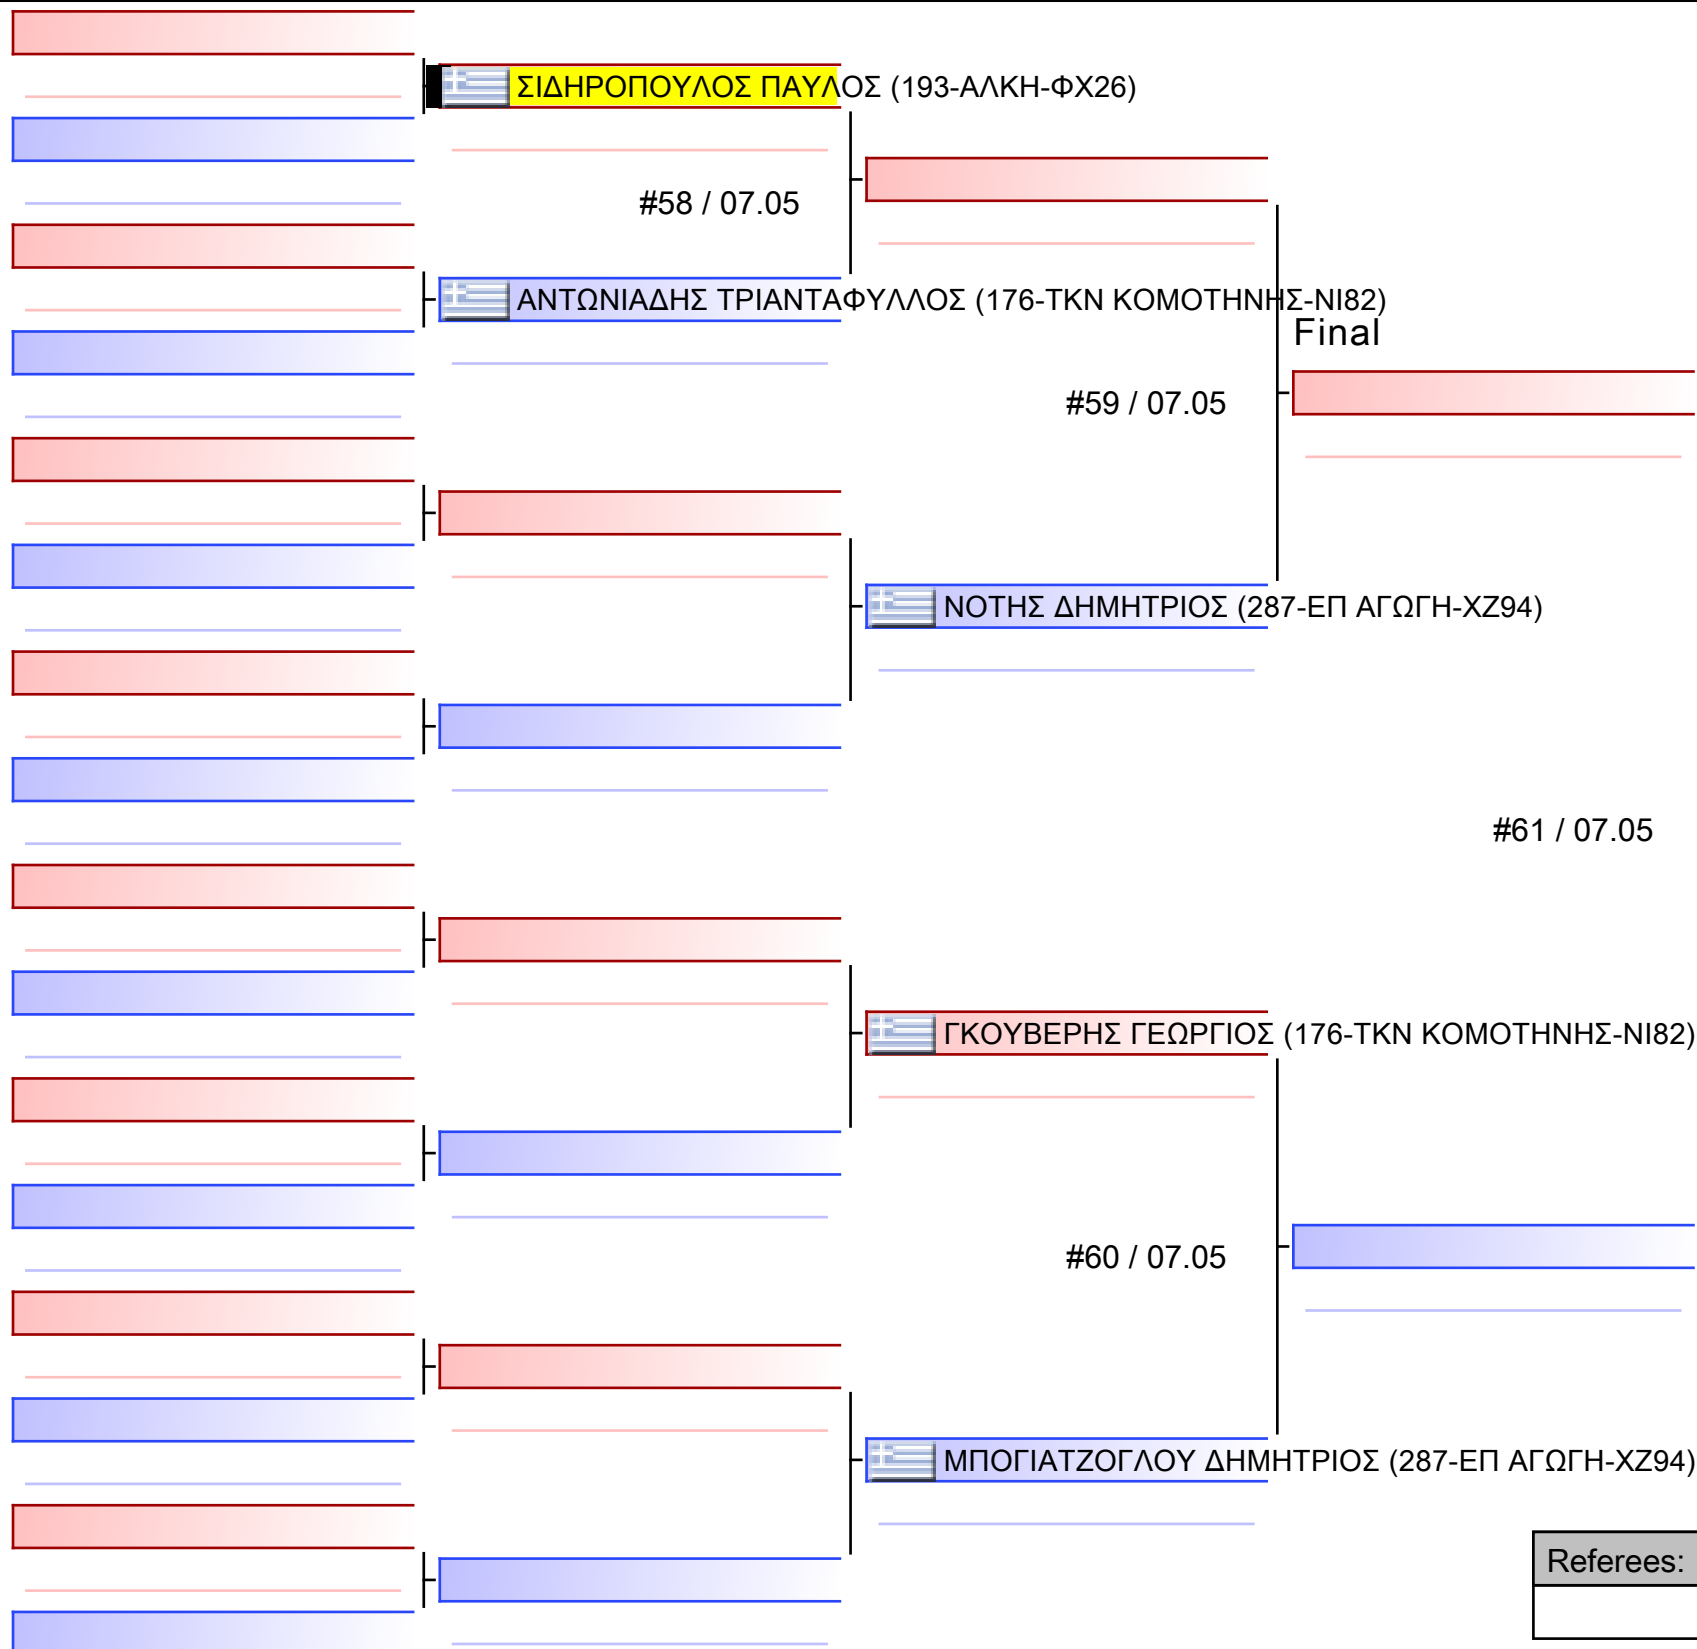 ΣΙΔΗΡΟΠΟΥΛΟΣ ΠΑΥΛΟΣ (193-ΑΛΚΗ-ΦΧ26)
#58 / 07.05
ΑΝΤΩΝΙΑΔΗΣ ΤΡΙΑΝΤΑΦΥΛΛΟΣ (176-ΤΚΝ ΚΟΜΟΤΗΝΗΣ-ΝΙ82)
Final
#59 / 07.05
ΝΟΤΗΣ ΔΗΜΗΤΡΙΟΣ (287-ΕΠ ΑΓΩΓΗ-ΧΖ94)
#61 / 07.05
ΓΚΟΥΒΕΡΗΣ ΓΕΩΡΓΙΟΣ (176-ΤΚΝ ΚΟΜΟΤΗΝΗΣ-ΝΙ82)
#60 / 07.05
ΜΠΟΓΙΑΤΖΟΓΛΟΥ ΔΗΜΗΤΡΙΟΣ (287-ΕΠ ΑΓΩΓΗ-ΧΖ94)
Referees: